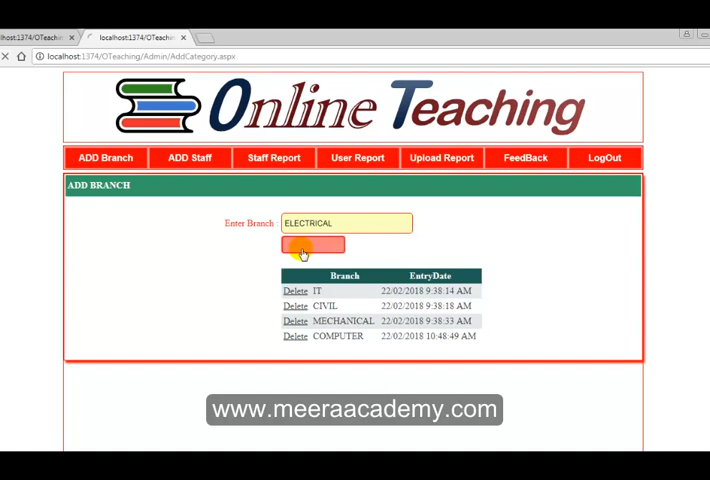 lhost:1374/OTeachin
localhost:1374/OTeachin
localhost:1374/OTeaching/Admin/AddCategory.aspx
Online Teaching
ADD Branch ADD Staff Staff Report User Report Upload Report FeedBack LogOut
ADD BRANCH
Enter Branch : ELECTRICAL
Branch EntryDate
Delete IT 22/02/2018 9:38:14 AM
Delete CIVIL 22/02/2018 9:38:18 AM
Delete MECHANICAL 22/02/2018 9:38:33 AM
Delete COMPUTER 22/02/2018 10:48:49 AM
www.meeraacademy.com